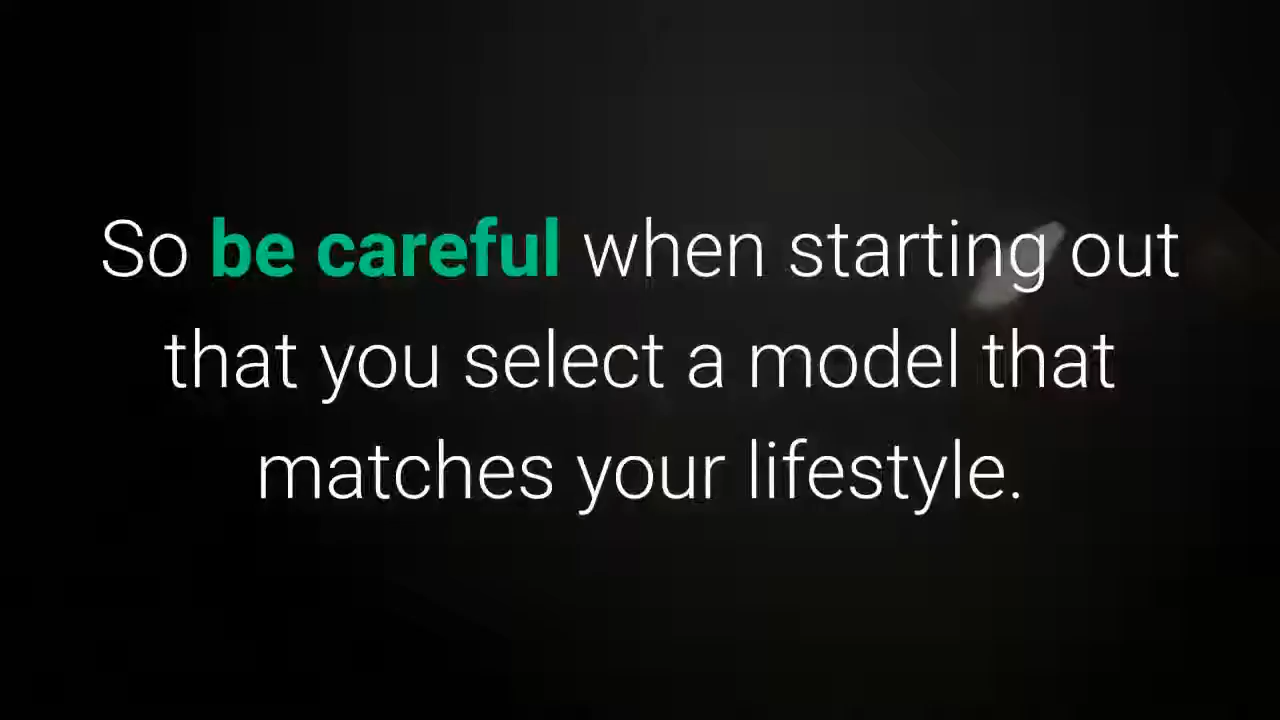 So be careful when starting out
that you select a model that
matches your lifestyle.